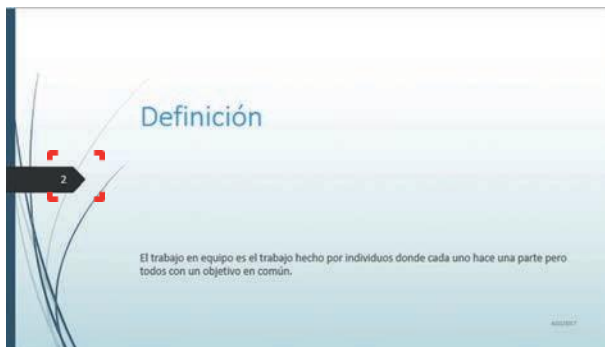 Definición
2
El trabajo en equipo es el trabajo hecho por individuos donde cada uno hace una parte pero
todos con un objetivo en común.